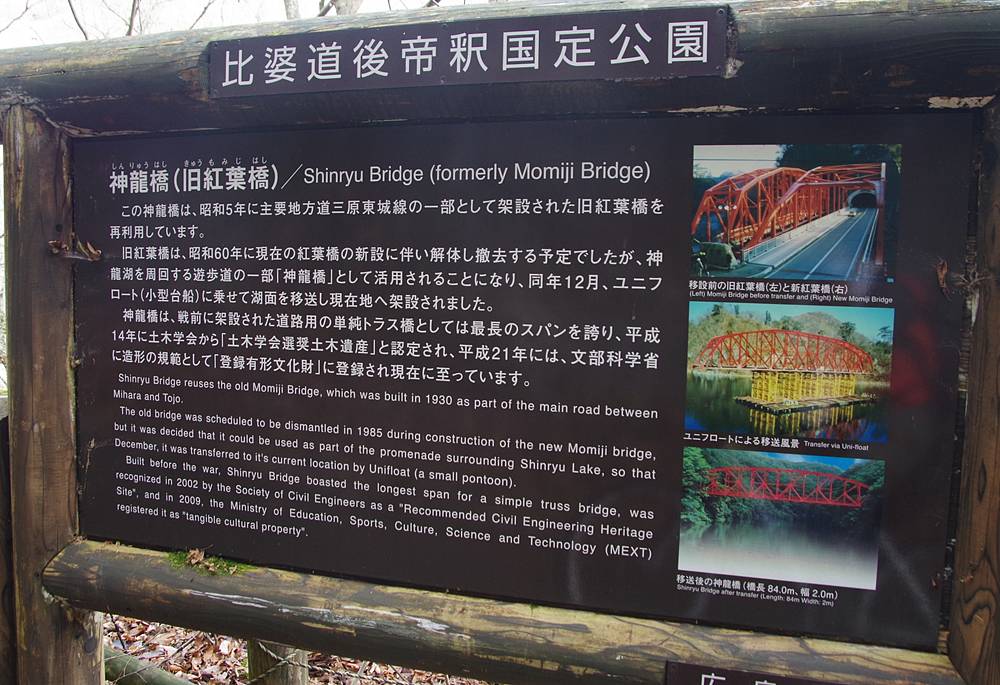 比婆道後帝釈国定公園
しんりゅうはし きゅうもみじはし
神龍橋(旧紅葉橋)／Shinryu Bridge (formerly Momiji Bridge)
この神龍橋は、昭和5年に主要地方道三原東城線の一部として架設された旧紅葉橋を
再利用しています。
旧紅葉橋は、昭和60年に現在の紅葉橋の新設に伴い解体し撤去する予定でしたが、神
龍湖を周回する遊歩道の一部「神龍橋」として活用されることになり、同年12月、ユニフ
ロート(小型台船)に乗せて湖面を移送し現在地へ架設されました。
神龍橋は、戦前に架設された道路用の単純トラス橋としては最長のスパンを誇り、平成
14年に土木学会から「土木学会選奨土木遺産」と認定され、平成21年には、文部科学省
に造形の規範として「登録有形文化財」に登録され現在に至っています。
Shinryu Bridge reuses the old Momiji Bridge, which was built in 1930 as part of the main road between
Mihara and Tojo.
The old bridge was scheduled to be dismantled in 1985 during construction of the new Momiji bridge,
but it was decided that it could be used as part of the promenade surrounding Shinryu Lake, so that
December, it was transferred to it's current location by Unifloat (a small pontoon).
Built before the war, Shinryu Bridge boasted the longest span for a simple truss bridge, was
recognized in 2002 by the Society of Civil Engineers as a "Recommended Civil Engineering Heritage
Site", and in 2009, the Ministry of Education, Sports, Culture, Science and Technology (MEXT)
registered it as "tangible cultural property".
移設前の旧紅葉橋(左)と新紅葉橋(右)
(Left) Momiji Bridge before transfer and (Right) New Momiji Bridge
ユニフロートによる移送風景 Transfer via Uni-float
移送後の神龍橋(橋長 84.0m、幅 2.0m)
Shinryu Bridge after transfer (Length: 84m Width: 2m)